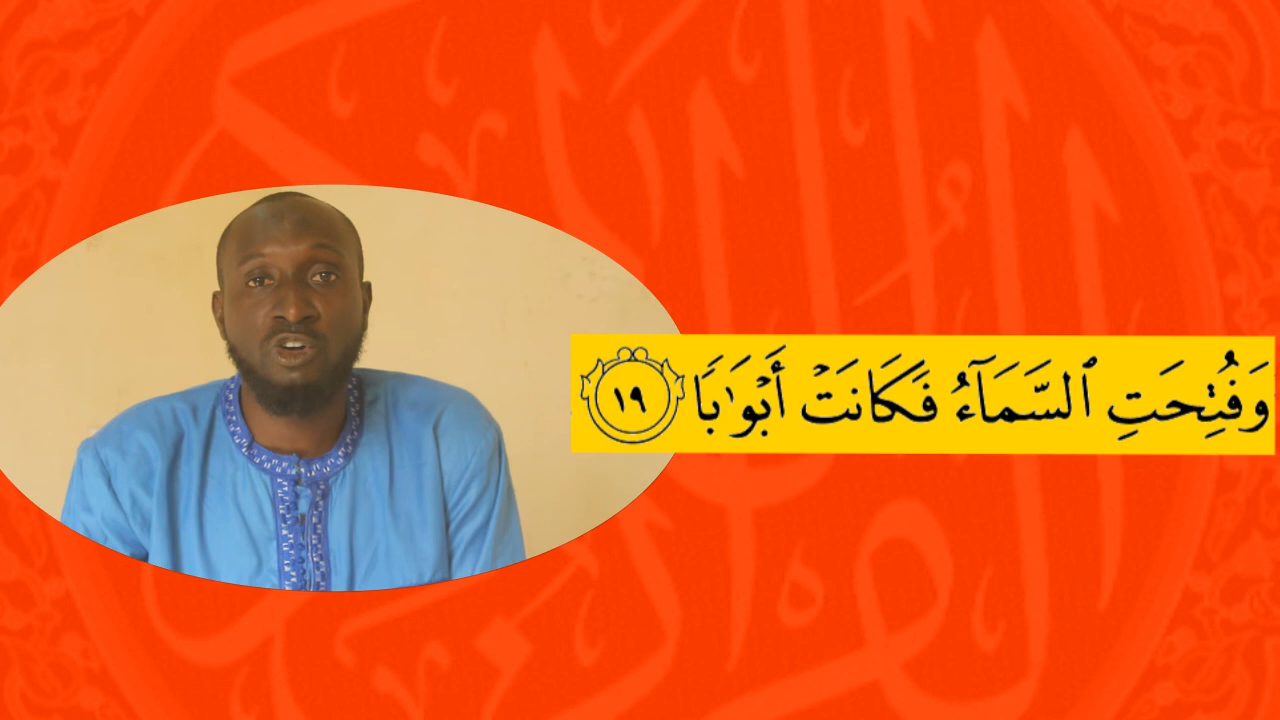 وَفُتِحَتِ ٱلسَّمَآءُ فَكَانَتۡ أَبۡوَٰبٗا ١٩